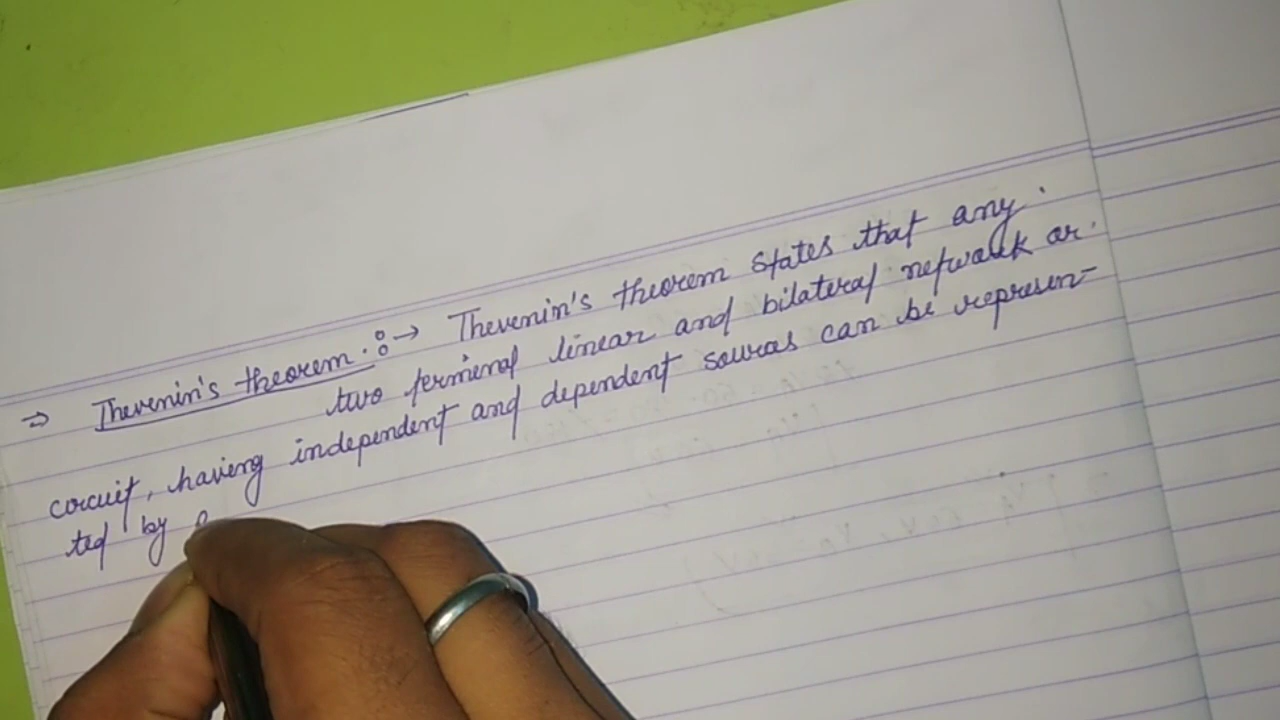 ⇒ Thevenin's theorem :→ Thevenin's theorem states that any
two terminal linear and bilateral network or
circuit, having independent and dependent sources can be represen-
ted by